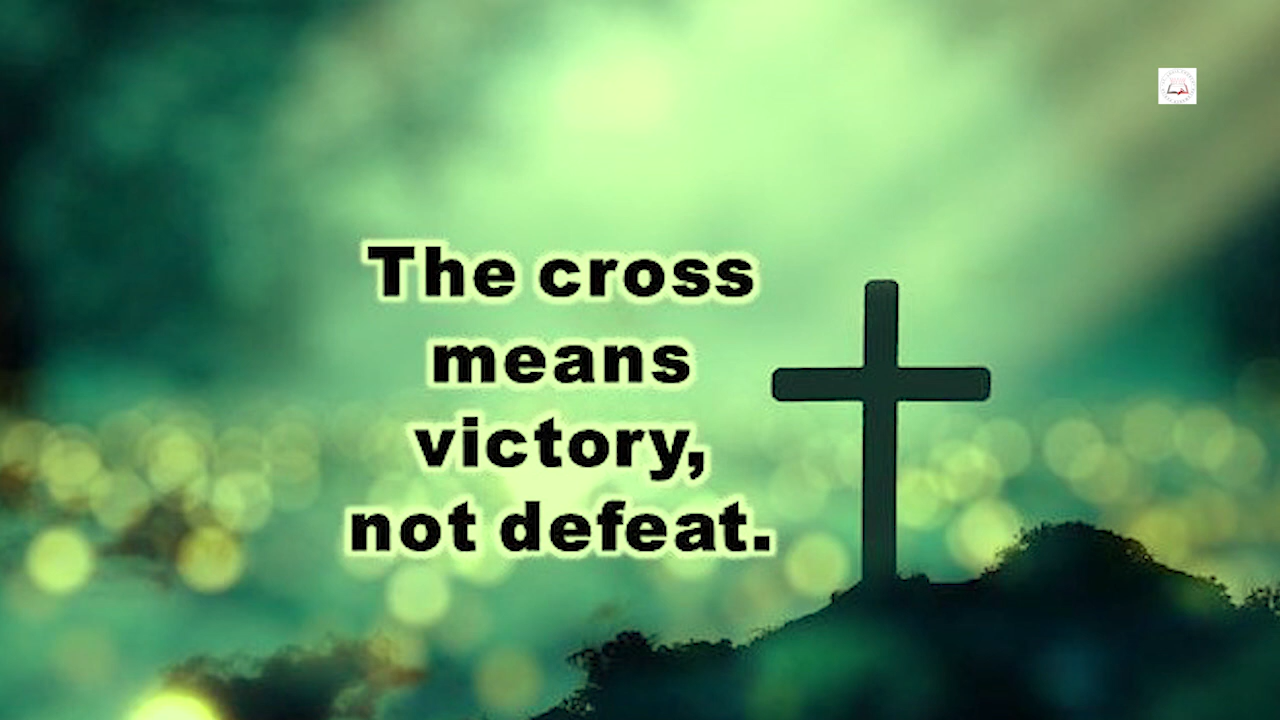 The cross
means
victory,
not defeat.